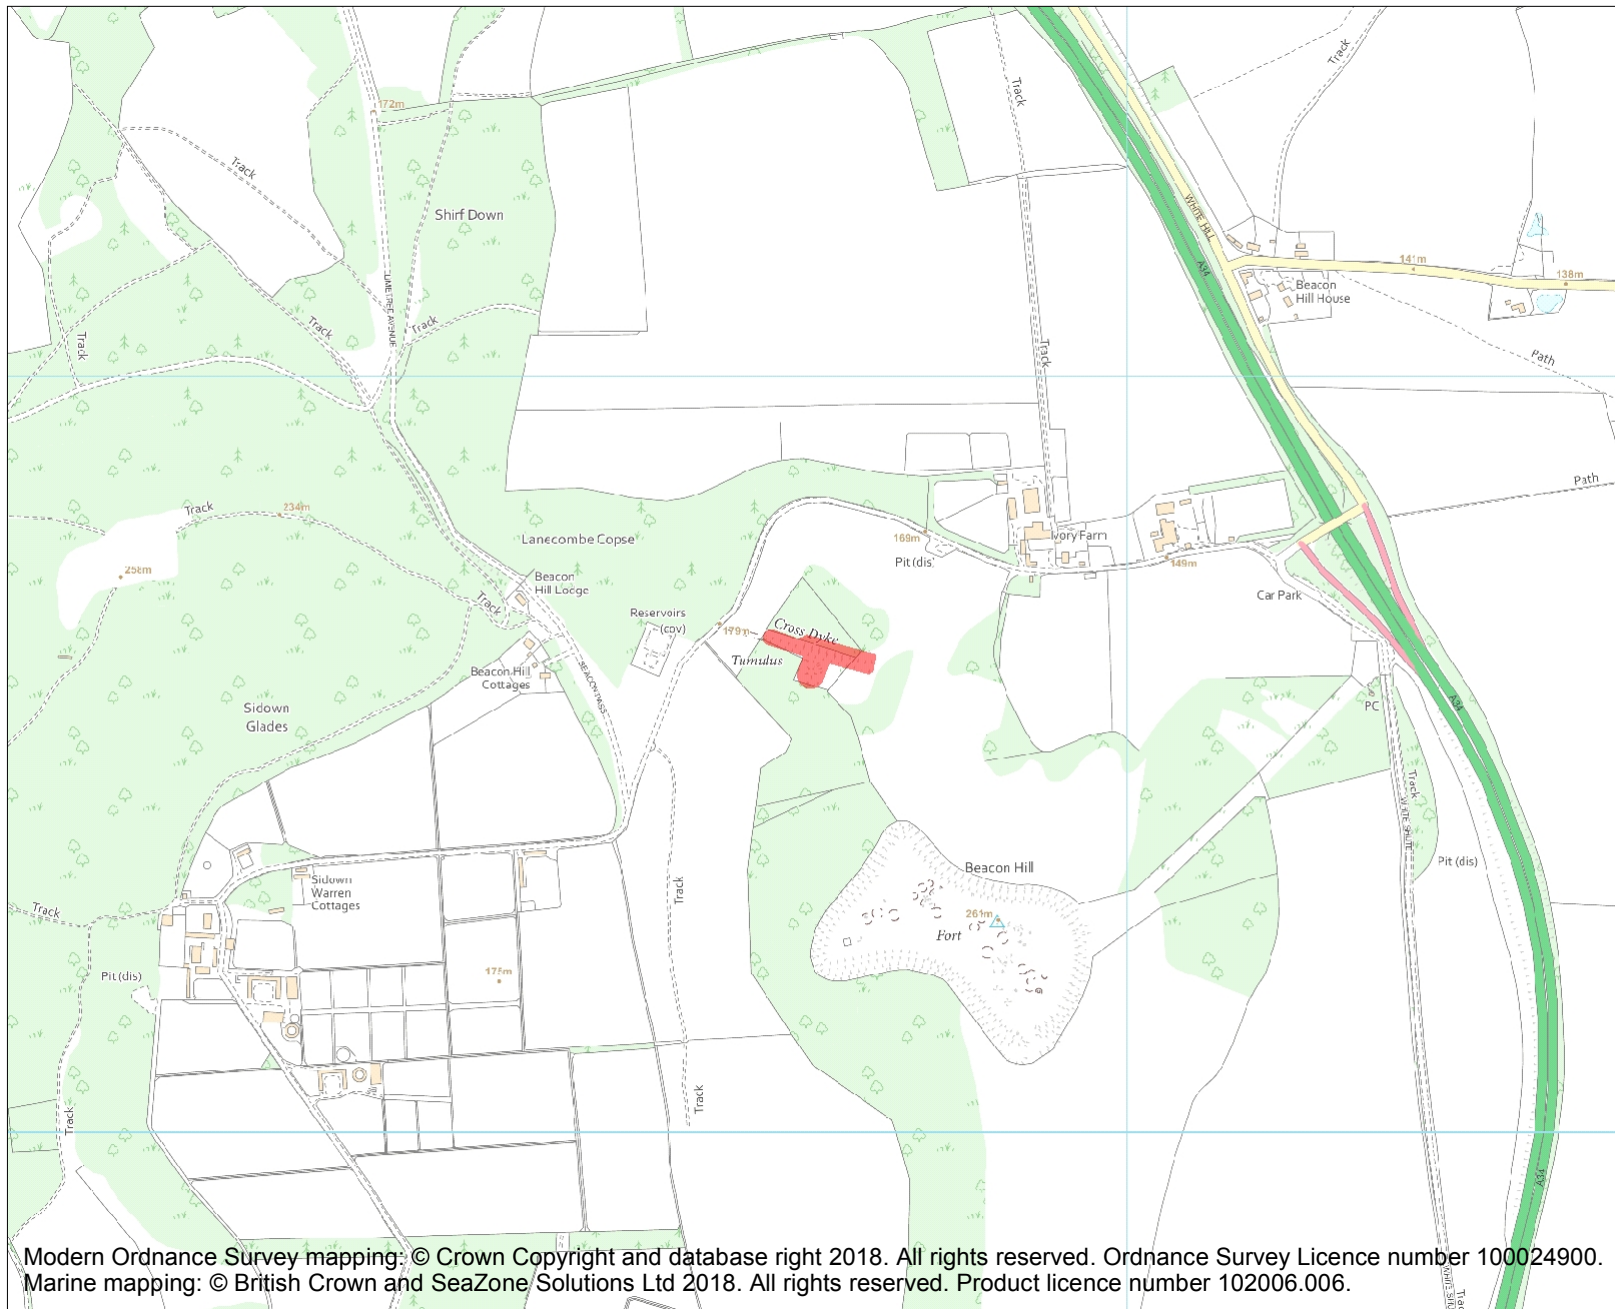 Track
172m
Track
Shirf Down
Track
WHITE HILL
A34
141m
138m
Beacon
Hill House
LIMETREE AVENUE
Track
Track
Track
Track
Path
Path
Track
234m
Lanecombe Copse
169m
Pit (dis)
Ivory Farm
149m
258m
Beacon
Hill Lodge
Track
Car Park
Reservoirs
(cov)
179m
Cross Dyke
Tumulus
Beacon Hill
Cottages
Sidown
Glades
PC
A34
Track
WHITE SHUTE
Beacon Hill
Pit (dis)
Track
Sidown
Warren
Cottages
Track
261m
Fort
Pit (dis)
175m
Track
Track
A34
Modern Ordnance Survey mapping: © Crown Copyright and database right 2018. All rights reserved. Ordnance Survey Licence number 100024900.
Marine mapping: © British Crown and SeaZone Solutions Ltd 2018. All rights reserved. Product licence number 102006.006.